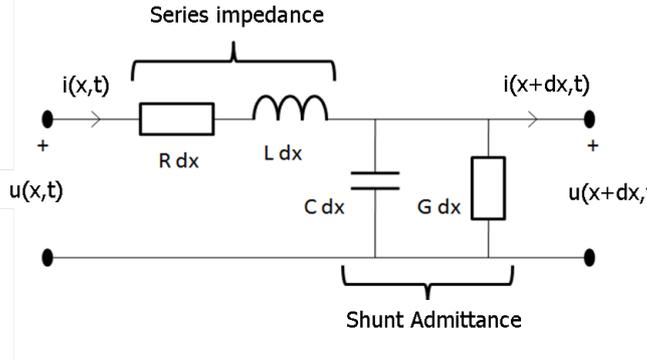 Series impedance
i(x,t)
i(x+dx,t)
+
+
R dx
L dx
u(x,t)
u(x+dx,
C dx
G dx
Shunt Admittance